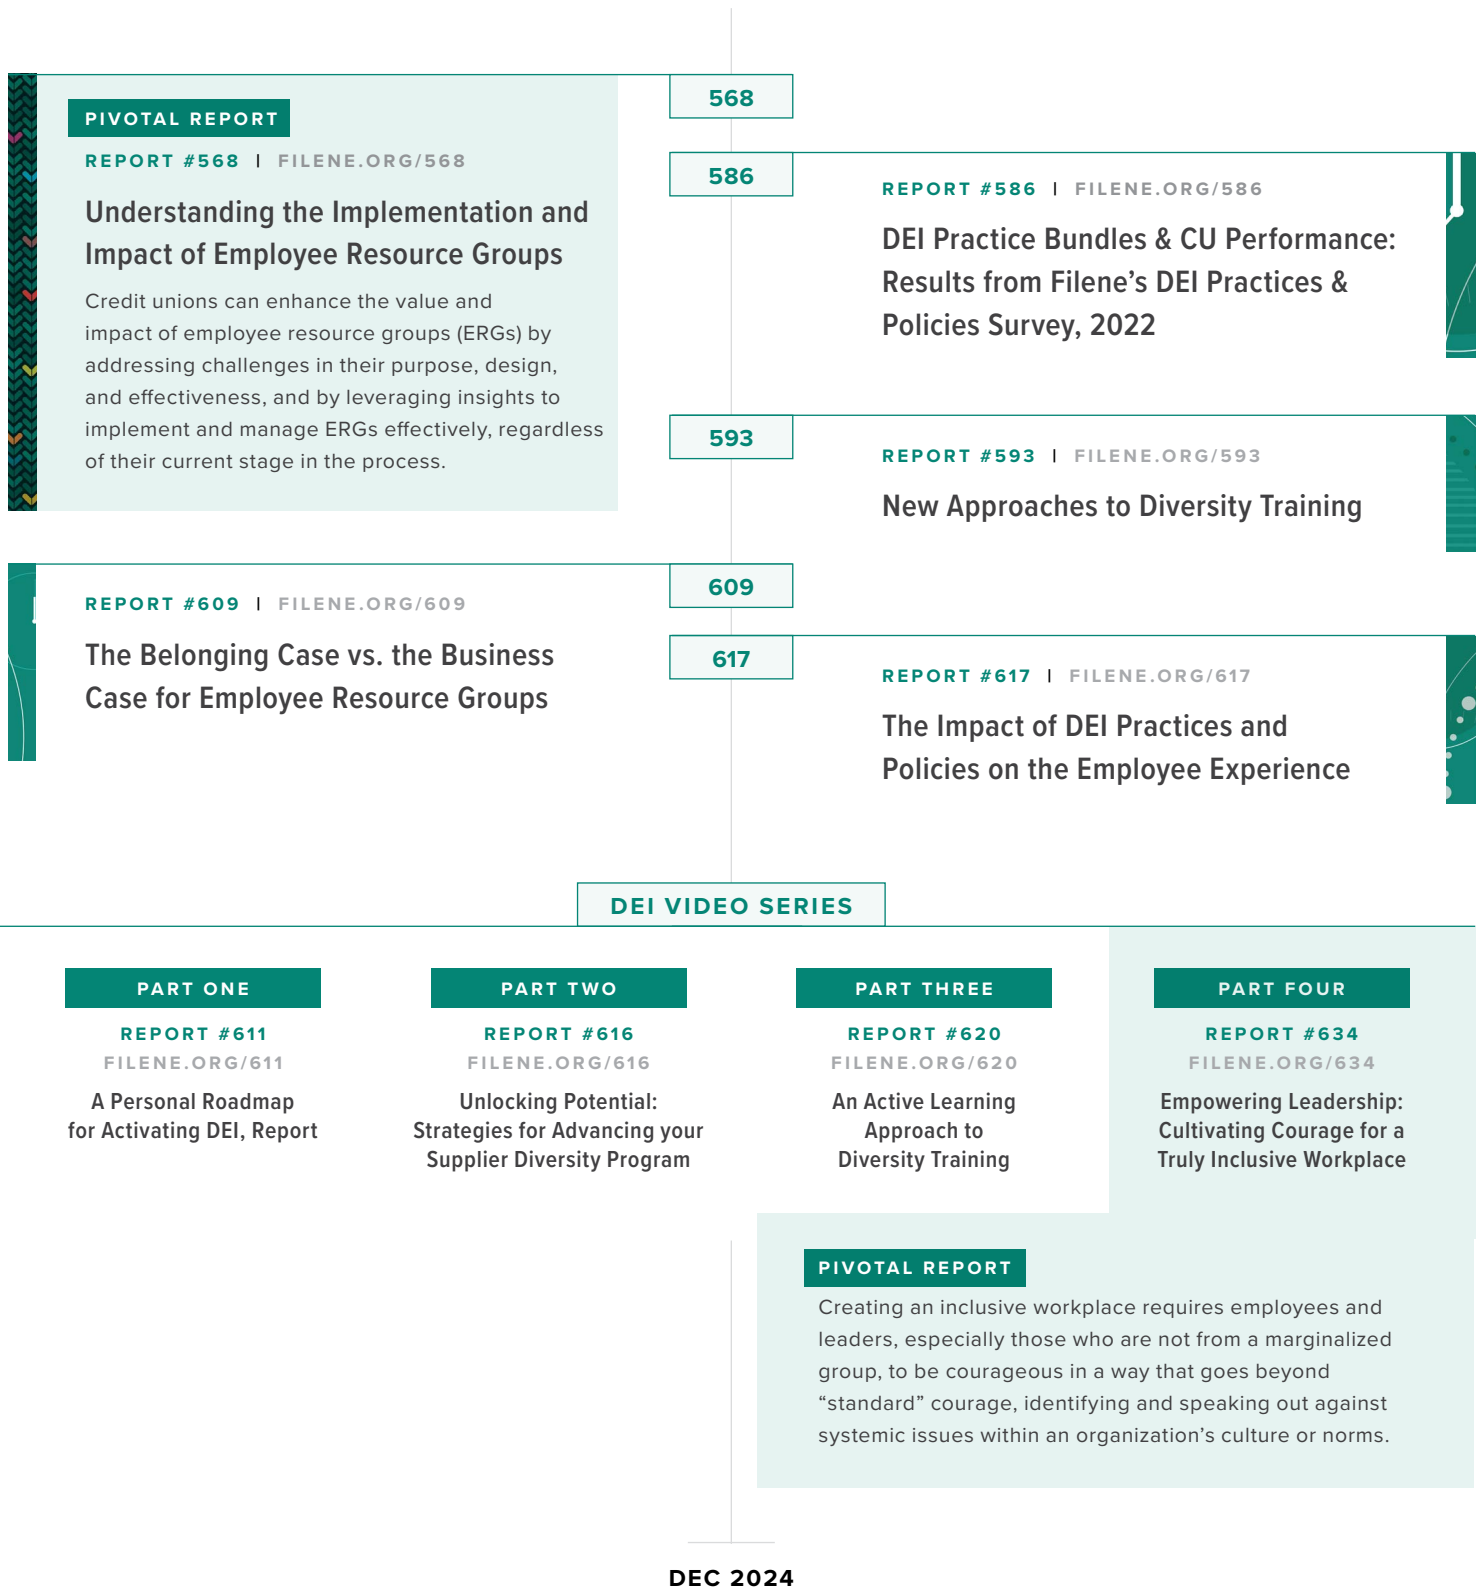 568
PIVOTAL REPORT
REPORT #568 | FILENE.ORG/568
Understanding the Implementation and
Impact of Employee Resource Groups
Credit unions can enhance the value and
impact of employee resource groups (ERGs) by
addressing challenges in their purpose, design,
and effectiveness, and by leveraging insights to
implement and manage ERGs effectively, regardless
of their current stage in the process.
586
REPORT #586 | FILENE.ORG/586
DEI Practice Bundles & CU Performance:
Results from Filene’s DEI Practices &
Policies Survey, 2022
593
REPORT #593 | FILENE.ORG/593
New Approaches to Diversity Training
609
REPORT #609 | FILENE.ORG/609
The Belonging Case vs. the Business
Case for Employee Resource Groups
617
REPORT #617 | FILENE.ORG/617
The Impact of DEI Practices and
Policies on the Employee Experience
DEI VIDEO SERIES
PART ONE
REPORT #611
FILENE.ORG/611
A Personal Roadmap
for Activating DEI, Report
PART TWO
REPORT #616
FILENE.ORG/616
Unlocking Potential:
Strategies for Advancing your
Supplier Diversity Program
PART THREE
REPORT #620
FILENE.ORG/620
An Active Learning
Approach to
Diversity Training
PART FOUR
REPORT #634
FILENE.ORG/634
Empowering Leadership:
Cultivating Courage for a
Truly Inclusive Workplace
PIVOTAL REPORT
Creating an inclusive workplace requires employees and
leaders, especially those who are not from a marginalized
group, to be courageous in a way that goes beyond
“standard” courage, identifying and speaking out against
systemic issues within an organization’s culture or norms.
DEC 2024